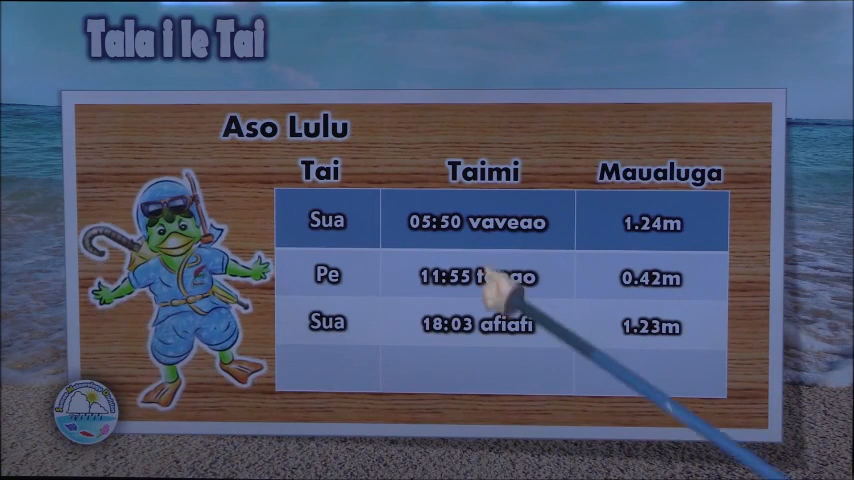 Tala i le Tai
Aso Lulu
Tai Taimi Maualuga
Sua 05:50 vaveao 1.24m
Pe 11:55 0.42m
Sua 18:03 afiafi 1.23m